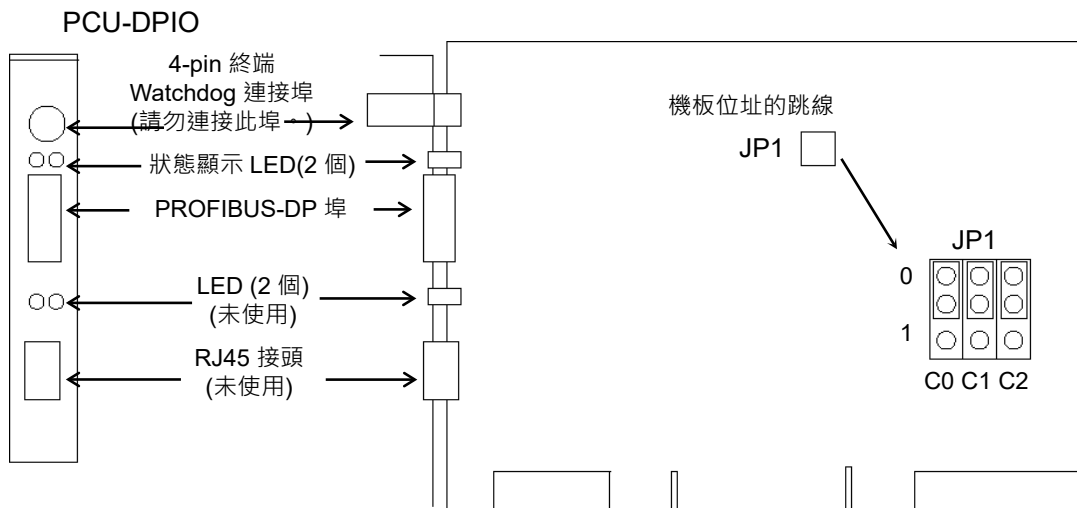 PCU-DPIO
4-pin 終端
Watchdog 連接埠
(請勿連接此埠。)
狀態顯示 LED(2 個)
PROFIBUS-DP 埠
LED (2 個)
(未使用)
RJ45 接頭
(未使用)
機板位址的跳線
JP1
JP1
0
1
C0 C1 C2